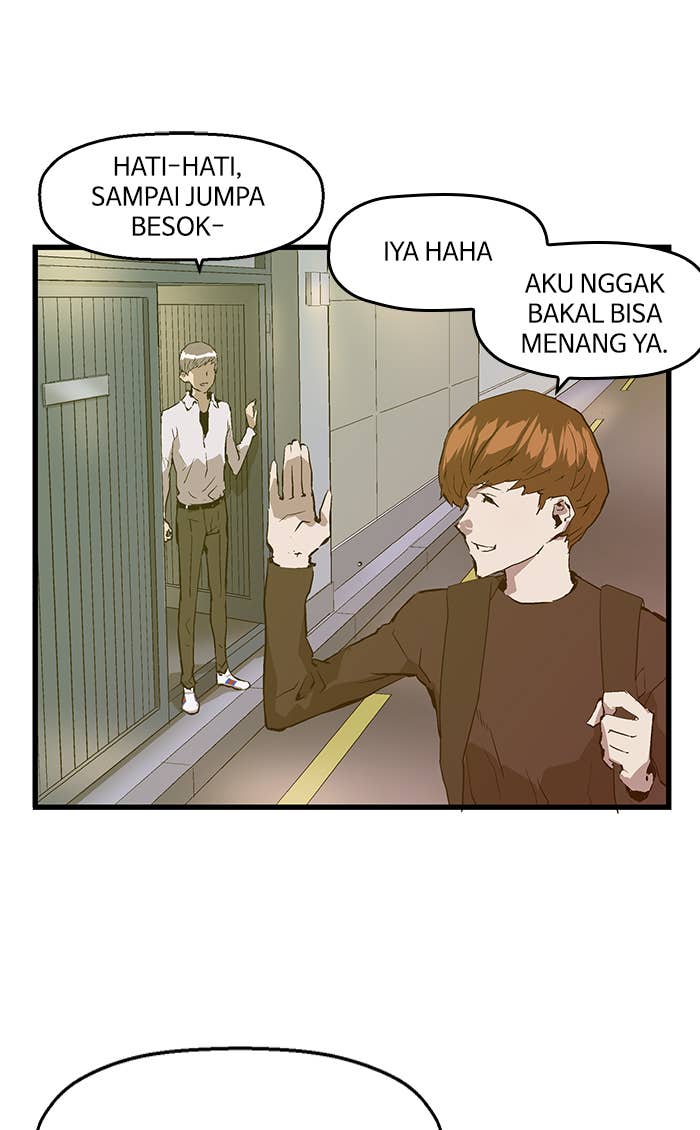 HATI-HATI,
SAMPAI JUMPA
BESOK-
IYA HAHA
AKU NGGAK
BAKAL BISA
MENANG YA.